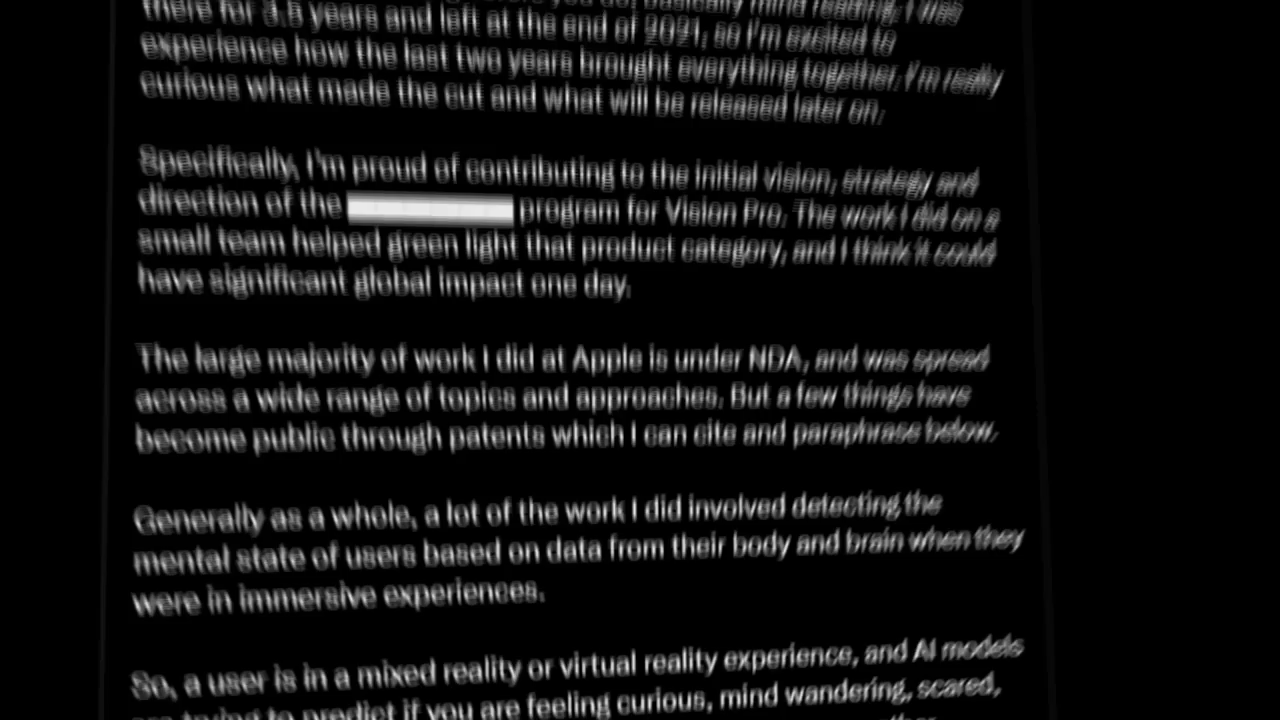 there for 3.5 years and left at the end of 2021, so I'm excited to
experience how the last two years brought everything together. I'm really
curious what made the cut and what will be released later on.
Specifically, I'm proud of contributing to the initial vision, strategy and
direction of the program for Vision Pro. The work I did on a
small team helped green light that product category, and I think it could
have significant global impact one day.
The large majority of work I did at Apple is under NDA, and was spread
across a wide range of topics and approaches. But a few things have
become public through patents which I can cite and paraphrase below.
Generally as a whole, a lot of the work I did involved detecting the
mental state of users based on data from their body and brain when they
were in immersive experiences.
So, a user is in a mixed reality or virtual reality experience, and AI models
are trying to predict if you are feeling curious, mind wandering, scared,